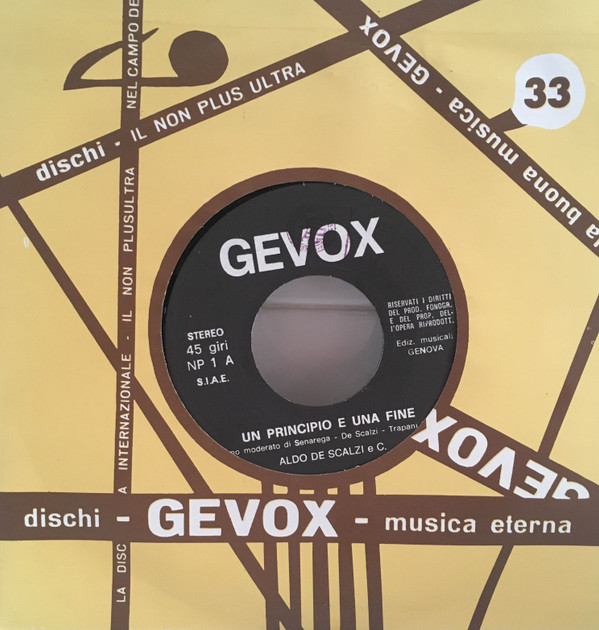 NEL CAMPO DE
dischi - IL NON PLUS ULTRA
la buona musica - GEVOX
33
LA DISC
A INTERNAZIONALE - IL NON PLUSULTRA
GEVOX
STEREO
45 giri
NP 1 A
S.I.A.E.
RISERVATI I DIRITTI
DEL PROD. FONOGR.
E DEL PROP. DEL-
l'OPERA RIPRODOTT.
Ediz. musicali
GENOVA
UN PRINCIPIO E UNA FINE
moderato di Senarega - De Scalzi - Trapani
ALDO DE SCALZI e C.
GEVOX
GEVOX
dischi - GEVOX - musica eterna